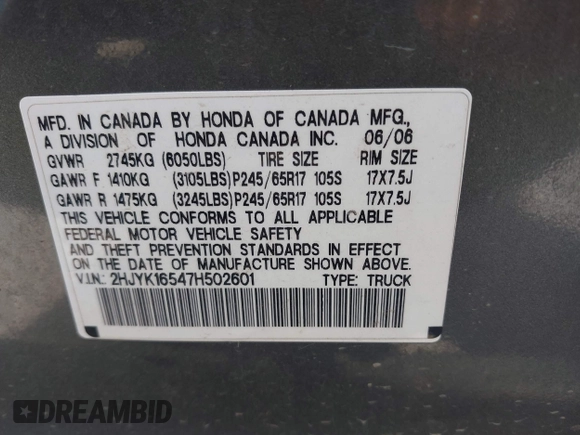 MFD. IN CANADA BY HONDA OF CANADA MFG.,
A DIVISION OF HONDA CANADA INC. 06/06
GVWR 2745KG (6050LBS) TIRE SIZE RIM SIZE
GAWR F 1410KG (3105LBS)P245/65R17 105S 17X7.5J
GAWR R 1475KG (3245LBS)P245/65R17 105S 17X7.5J
THIS VEHICLE CONFORMS TO ALL APPLICABLE
FEDERAL MOTOR VEHICLE SAFETY
AND THEFT PREVENTION STANDARDS IN EFFECT
ON THE DATE OF MANUFACTURE SHOWN ABOVE.
V.I.N.: 2HJYK16547H502601 TYPE: TRUCK
DREAMBID